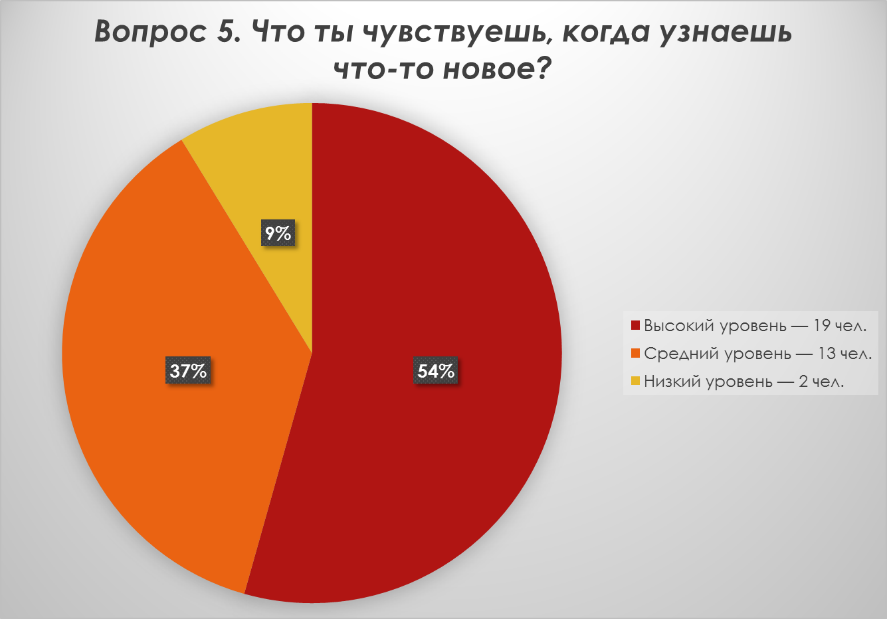 Вопрос 5. Что ты чувствуешь, когда узнаешь
что-то новое?
9%
37%
54%
Высокий уровень — 19 чел.
Средний уровень — 13 чел.
Низкий уровень — 2 чел.